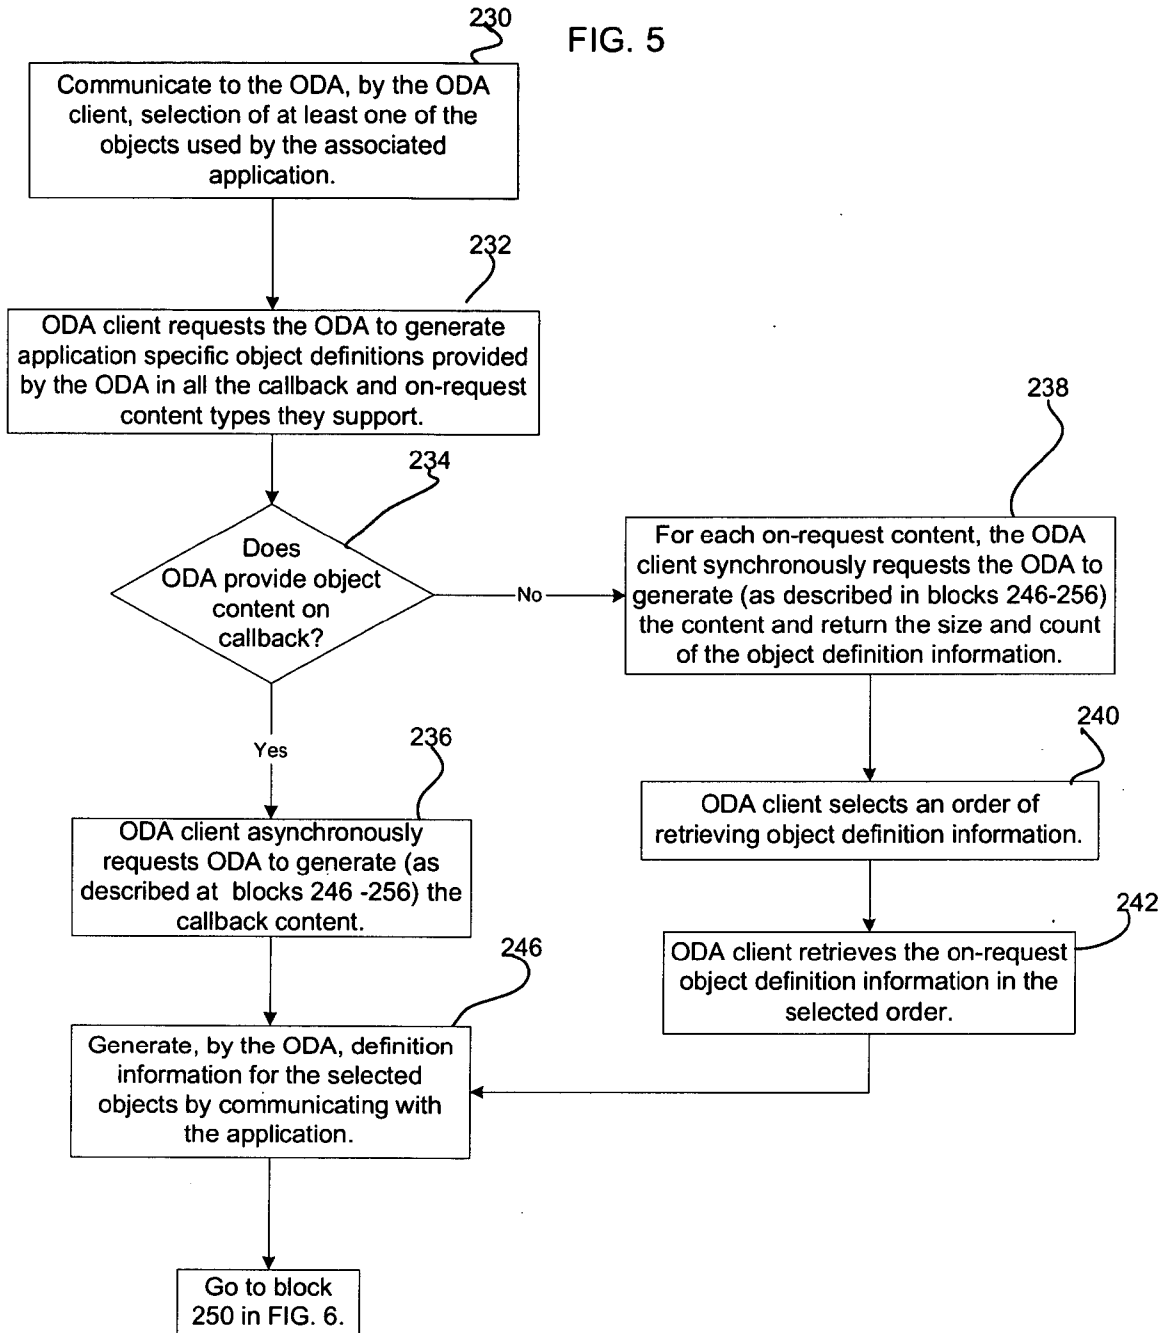 230
FIG. 5
Communicate to the ODA, by the ODA
client, selection of at least one of the
objects used by the associated
application.
232
ODA client requests the ODA to generate
application specific object definitions provided
by the ODA in all the callback and on-request
content types they support.
234
Does
ODA provide object
content on
callback?
No
238
For each on-request content, the ODA
client synchronously requests the ODA to
generate (as described in blocks 246-256)
the content and return the size and count
of the object definition information.
Yes
236
ODA client asynchronously
requests ODA to generate (as
described at blocks 246 -256) the
callback content.
240
ODA client selects an order of
retrieving object definition information.
242
ODA client retrieves the on-request
object definition information in the
selected order.
246
Generate, by the ODA, definition
information for the selected
objects by communicating with
the application.
Go to block
250 in FIG. 6.